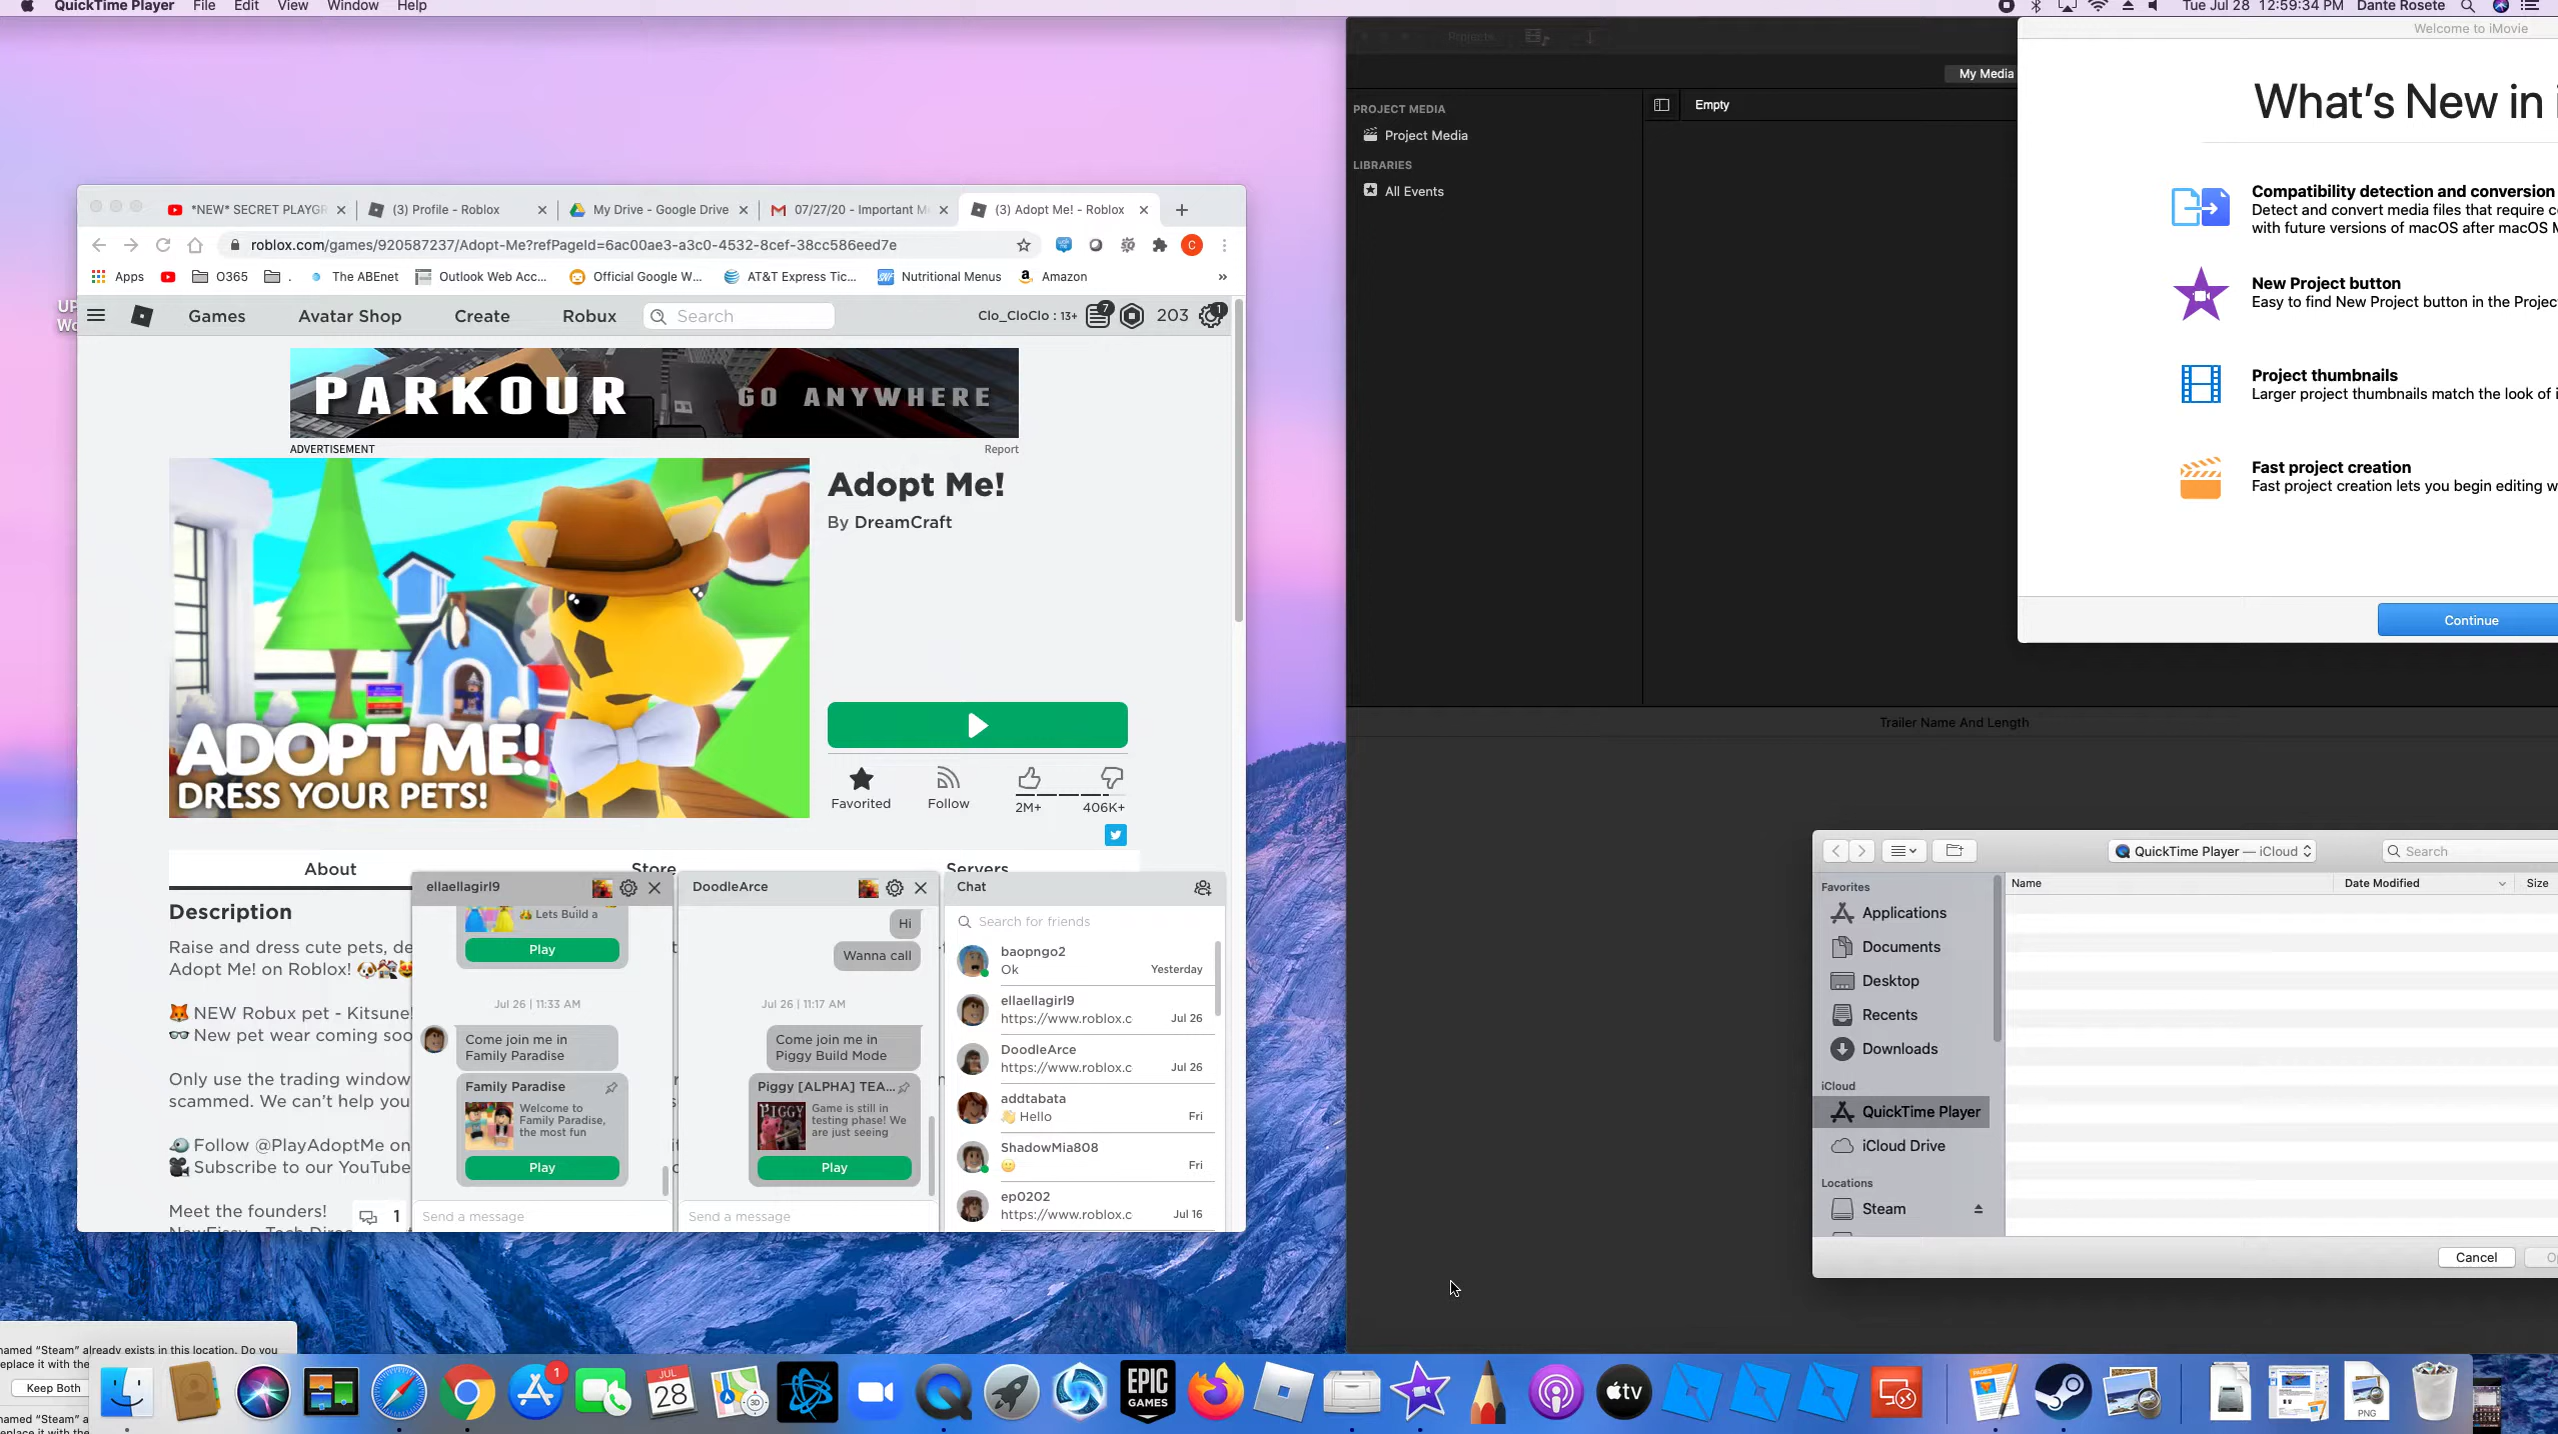 QuickTime Player File Edit View Window Help
Tue Jul 28 12:59:34 PM Dante Rosete
*NEW* SECRET PLAYGR
(3) Profile - Roblox
My Drive - Google Drive
07/27/20 - Important M
(3) Adopt Me! - Roblox
roblox.com/games/920587237/Adopt-Me?refPageId=6ac00ae3-a3c0-4532-8cef-38cc586eed7e
C
Apps
O365
.
The ABEnet
Outlook Web Acc...
Official Google W...
AT&T Express Tic...
Nutritional Menus
Amazon
»
UP
Wo
Games
Avatar Shop
Create
Robux
Search
Clo_CloClo : 13+
7
203
1
PARKOUR
GO ANYWHERE
ADVERTISEMENT
Report
ADOPT ME!
DRESS YOUR PETS!
Adopt Me!
By DreamCraft
Favorited
Follow
2M+
406K+
About
Store
Servers
Description
Raise and dress cute pets, de
Adopt Me! on Roblox!
NEW Robux pet - Kitsune!
New pet wear coming soo
Only use the trading window
scammed. We can't help you
Follow @PlayAdoptMe on
Subscribe to our YouTube
Meet the founders!
1
ellaellagirl9
Lets Build a
Play
Jul 26 | 11:33 AM
Come join me in
Family Paradise
Family Paradise
Welcome to
Family Paradise,
the most fun
Play
Send a message
DoodleArce
Hi
Wanna call
Jul 26 | 11:17 AM
Come join me in
Piggy Build Mode
Piggy [ALPHA] TEA...
PIGGY
Game is still in
testing phase! We
are just seeing
Play
Send a message
Chat
Search for friends
baopngo2
Ok
Yesterday
ellaellagirl9
https://www.roblox.c
Jul 26
DoodleArce
https://www.roblox.c
Jul 26
addtabata
👋 Hello
Fri
ShadowMia808
Fri
ep0202
https://www.roblox.c
Jul 16
Projects
My Media
PROJECT MEDIA
Project Media
LIBRARIES
All Events
Empty
Trailer Name And Length
Welcome to iMovie
What's New in i
Compatibility detection and conversion
Detect and convert media files that require c
with future versions of macOS after macOS M
New Project button
Easy to find New Project button in the Projec
Project thumbnails
Larger project thumbnails match the look of i
Fast project creation
Fast project creation lets you begin editing w
Continue
QuickTime Player — iCloud
Search
Favorites
Applications
Documents
Desktop
Recents
Downloads
iCloud
QuickTime Player
iCloud Drive
Locations
Steam
Name
Date Modified
Size
Cancel
named "Steam" already exists in this location. Do you
eplace it with the
Keep Both
named "Steam" a
eplace it with the
1
JUL
28
3D
EPIC
GAMES
tv
PNG